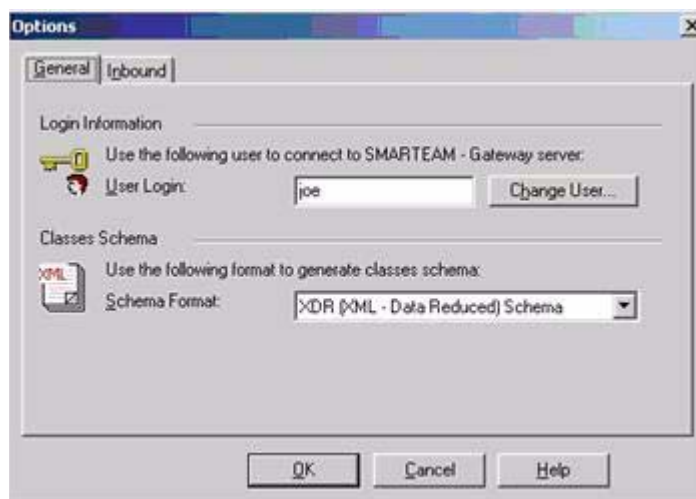 Options
General Inbound
Login Information
Use the following user to connect to SMARTEAM - Gateway server:
User Login: joe Change User...
Classes Schema
XML
Use the following format to generate classes schema:
Schema Format: XDR (XML - Data Reduced) Schema
OK Cancel Help